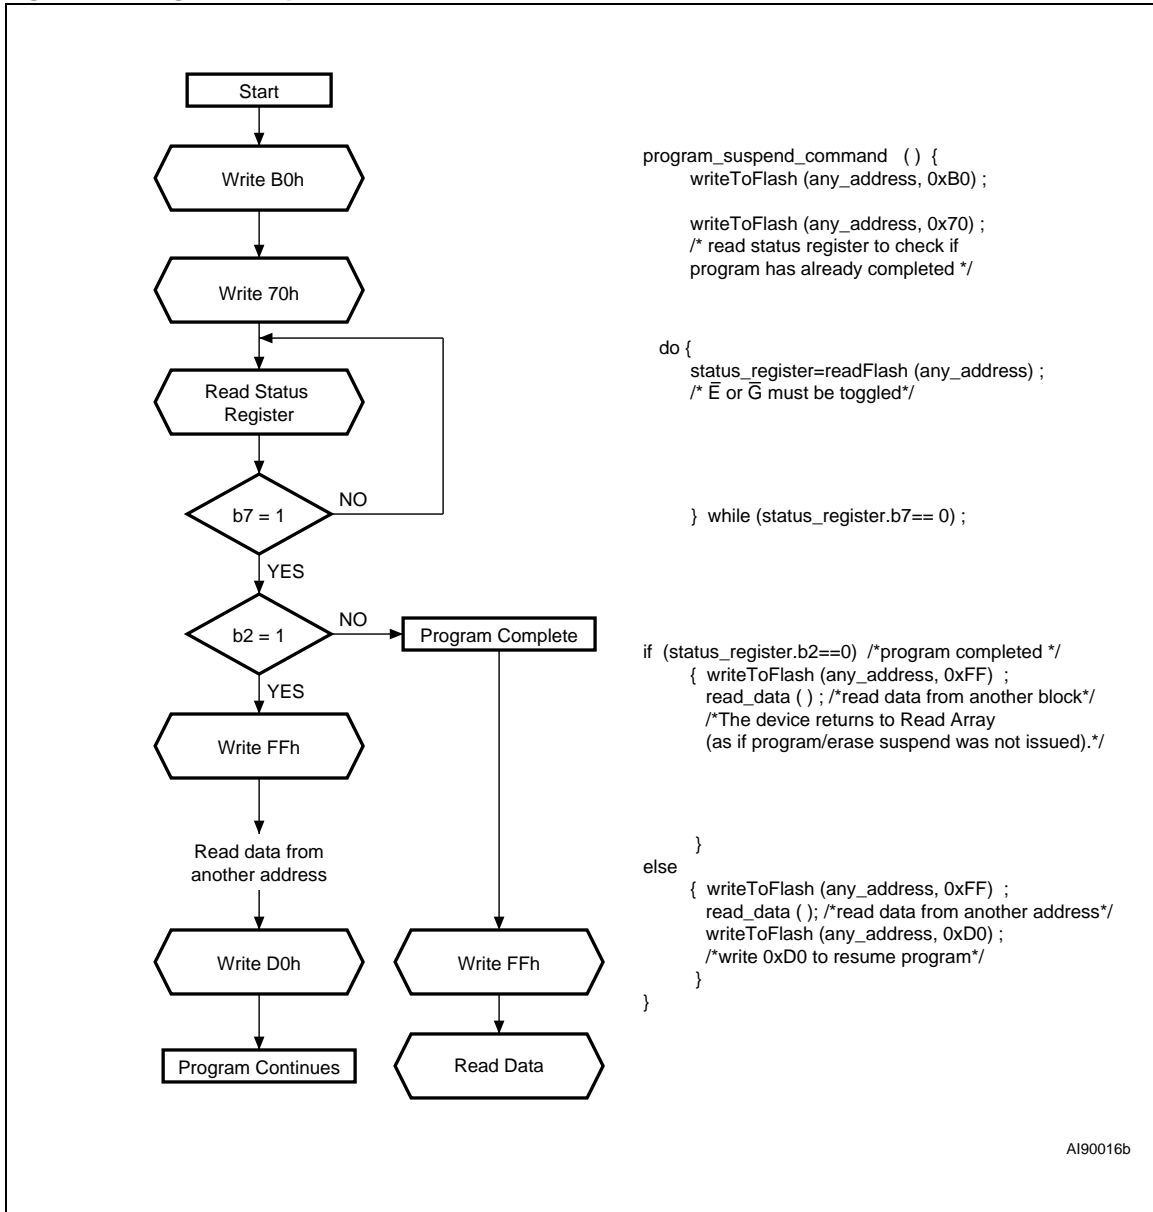 Start
Write B0h
Write 70h
Read Status
Register
b7 = 1
NO
YES
b2 = 1
NO
Program Complete
YES
Write FFh
Read data from
another address
Write D0h
Write FFh
Program Continues
Read Data
program_suspend_command ( ) {
writeToFlash (any_address, 0xB0) ;
writeToFlash (any_address, 0x70) ;
/* read status register to check if
program has already completed */
do {
status_register=readFlash (any_address) ;
/* E̅ or G̅ must be toggled*/
} while (status_register.b7== 0) ;
if (status_register.b2==0) /*program completed */
{ writeToFlash (any_address, 0xFF) ;
read_data ( ) ; /*read data from another block*/
/*The device returns to Read Array
(as if program/erase suspend was not issued).*/
}
else
{ writeToFlash (any_address, 0xFF) ;
read_data ( ); /*read data from another address*/
writeToFlash (any_address, 0xD0) ;
/*write 0xD0 to resume program*/
}
}
AI90016b